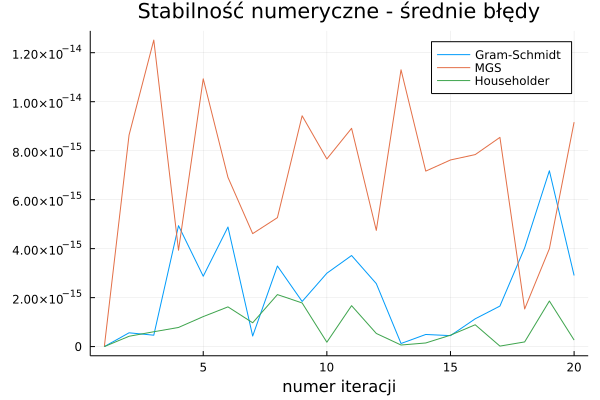 Stabilność numeryczne - średnie błędy
Gram-Schmidt
MGS
Householder
1.20×10⁻¹⁴
1.00×10⁻¹⁴
8.00×10⁻¹⁵
6.00×10⁻¹⁵
4.00×10⁻¹⁵
2.00×10⁻¹⁵
0
5 10 15 20
numer iteracji